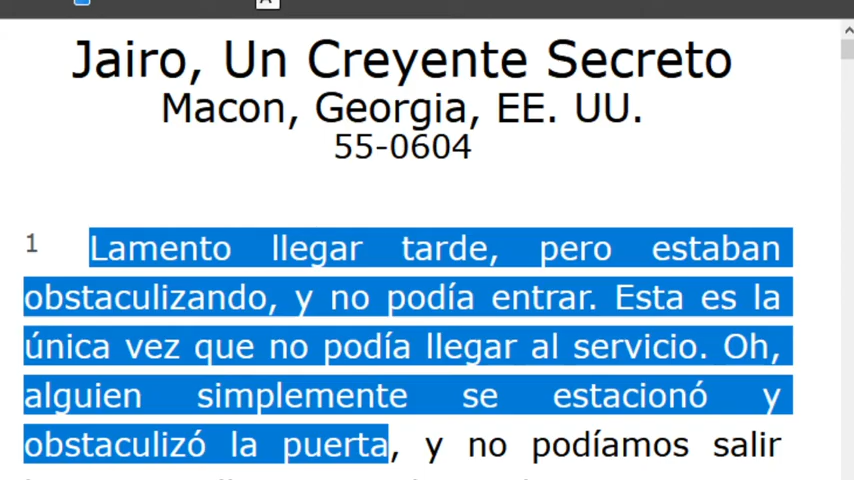 Jairo, Un Creyente Secreto
Macon, Georgia, EE. UU.
55-0604
1 Lamento llegar tarde, pero estaban
obstaculizando, y no podía entrar. Esta es la
única vez que no podía llegar al servicio. Oh,
alguien simplemente se estacionó y
obstaculizó la puerta, y no podíamos salir